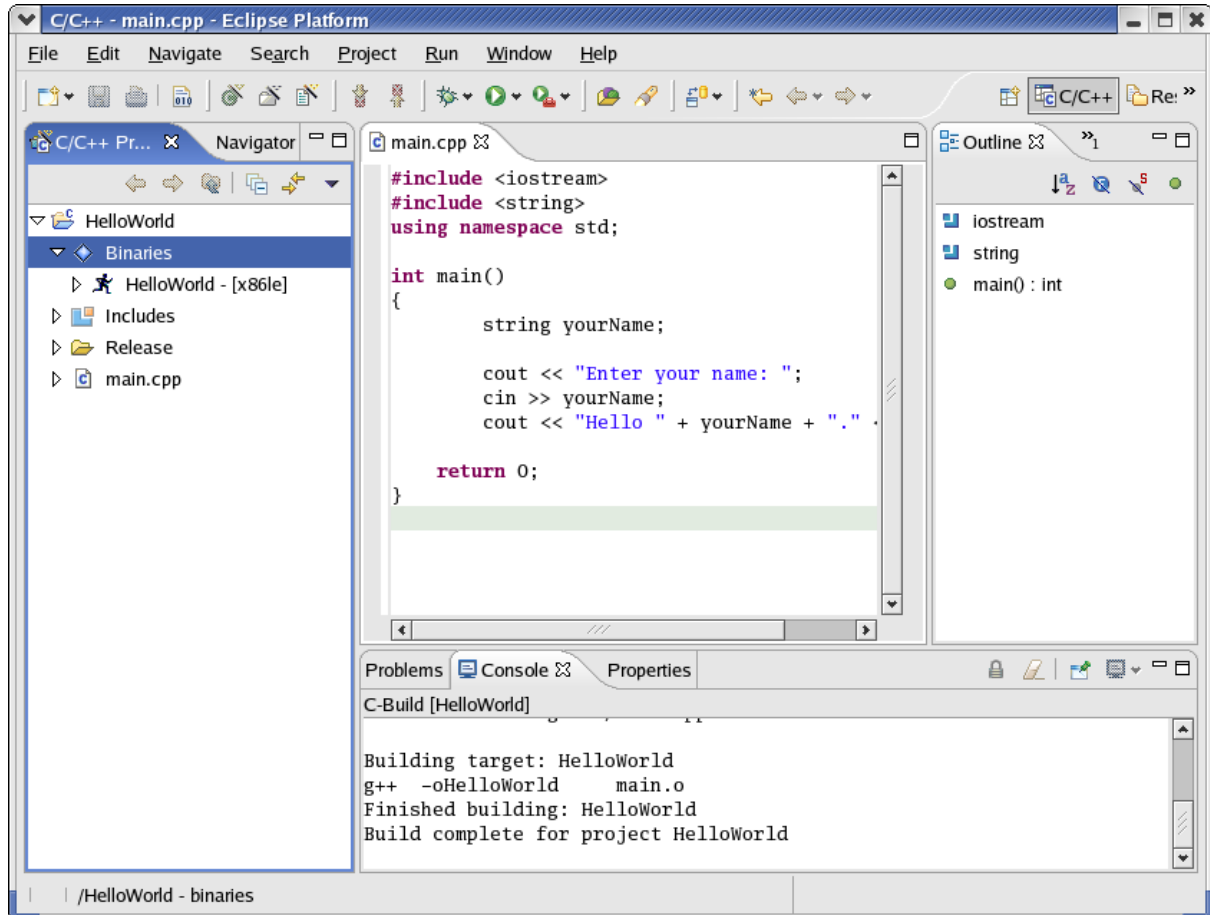 C/C++ - main.cpp - Eclipse Platform
File Edit Navigate Search Project Run Window Help
010
C/C++ Re: »
C/C++ Pr... Navigator
HelloWorld
Binaries
HelloWorld - [x86le]
Includes
Release
main.cpp
main.cpp
#include <iostream>
#include <string>
using namespace std;
int main()
{
string yourName;
cout << "Enter your name: ";
cin >> yourName;
cout << "Hello " + yourName + "."
return 0;
}
Outline »1
iostream
string
main() : int
Problems Console Properties
C-Build [HelloWorld]
Building target: HelloWorld
g++ -oHelloWorld main.o
Finished building: HelloWorld
Build complete for project HelloWorld
/HelloWorld - binaries